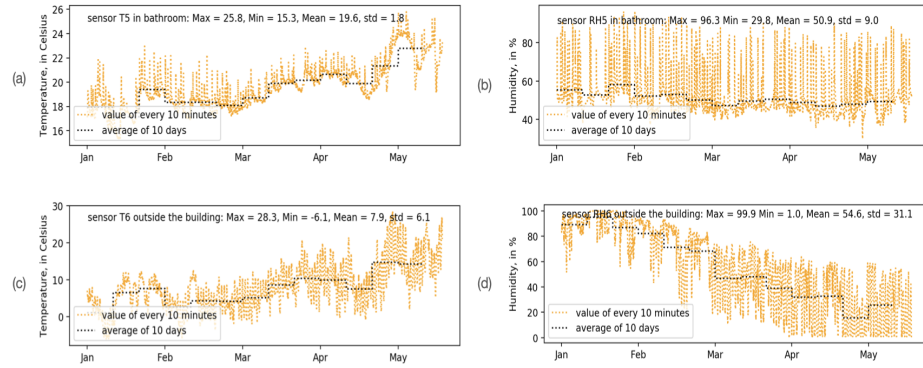 (a)
Temperature, in Celsius
26
24
22
20
18
16
sensor T5 in bathroom: Max = 25.8, Min = 15.3, Mean = 19.6, std = 1.8
value of every 10 minutes
average of 10 days
Jan Feb Mar Apr May
(b)
Humidity, in %
80
60
40
sensor RH5 in bathroom: Max = 96.3 Min = 29.8, Mean = 50.9, std = 9.0
value of every 10 minutes
average of 10 days
Jan Feb Mar Apr May
(c)
Temperature, in Celsius
30
20
10
0
sensor T6 outside the building: Max = 28.3, Min = -6.1, Mean = 7.9, std = 6.1
value of every 10 minutes
average of 10 days
Jan Feb Mar Apr May
(d)
Humidity, in %
100
80
60
40
20
0
sensor RH6 outside the building: Max = 99.9 Min = 1.0, Mean = 54.6, std = 31.1
value of every 10 minutes
average of 10 days
Jan Feb Mar Apr May